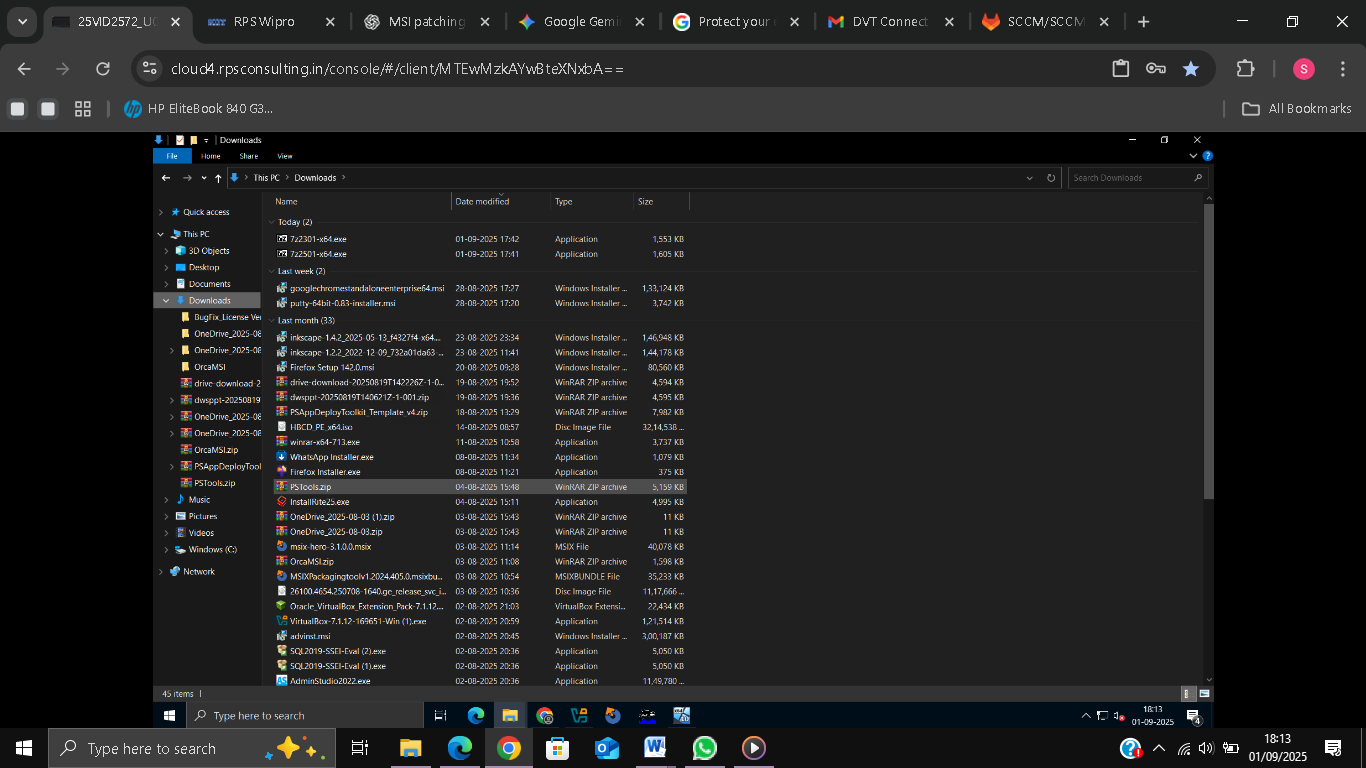 25VID2572_UC
RPS Wipro
MSI patching
Google Gemi
Protect your
DVT Connect
SCCM/SCCM
cloud4.rpsconsulting.in/console/#/client/MTEwMzkAYwBteXNxbA==
S
HP EliteBook 840 G3...
All Bookmarks
Downloads
File Home Share View
This PC > Downloads >
Search Downloads
Name Date modified Type Size
Quick access
This PC
3D Objects
Desktop
Documents
Downloads
BugFix_License Ver
OneDrive_2025-08
OneDrive_2025-08
OrcaMSI
drive-download-2
dwsppt-20250819T
OneDrive_2025-08
OneDrive_2025-08
OrcaMSI.zip
PSAppDeployTool
PSTools.zip
Music
Pictures
Videos
Windows (C:)
Network
Today (2)
7z2301-x64.exe 01-09-2025 17:42 Application 1,553 KB
7z2501-x64.exe 01-09-2025 17:41 Application 1,605 KB
Last week (2)
googlechromestandaloneenterprise64.msi 28-08-2025 17:27 Windows Installer ... 1,33,124 KB
putty-64bit-0.83-installer.msi 28-08-2025 17:20 Windows Installer ... 3,742 KB
Last month (33)
inkscape-1.4.2_2025-05-13_f4327f4-x64.... 23-08-2025 23:34 Windows Installer ... 1,46,948 KB
inkscape-1.2.2_2022-12-09_732a01da63-... 23-08-2025 11:41 Windows Installer ... 1,44,178 KB
Firefox Setup 142.0.msi 20-08-2025 09:28 Windows Installer ... 80,560 KB
drive-download-20250819T142226Z-1-0... 19-08-2025 19:52 WinRAR ZIP archive 4,594 KB
dwsppt-20250819T140621Z-1-001.zip 19-08-2025 19:36 WinRAR ZIP archive 4,595 KB
PSAppDeployToolkit_Template_v4.zip 18-08-2025 13:29 WinRAR ZIP archive 7,982 KB
HBCD_PE_x64.iso 14-08-2025 08:57 Disc Image File 32,14,538 ...
winrar-x64-713.exe 11-08-2025 10:58 Application 3,737 KB
WhatsApp Installer.exe 08-08-2025 11:34 Application 1,079 KB
Firefox Installer.exe 08-08-2025 11:21 Application 375 KB
PSTools.zip 04-08-2025 15:48 WinRAR ZIP archive 5,159 KB
InstallRite25.exe 04-08-2025 15:11 Application 4,995 KB
OneDrive_2025-08-03 (1).zip 03-08-2025 15:43 WinRAR ZIP archive 11 KB
OneDrive_2025-08-03.zip 03-08-2025 15:43 WinRAR ZIP archive 11 KB
msix-hero-3.1.0.0.msix 03-08-2025 11:14 MSIX File 40,078 KB
OrcaMSI.zip 03-08-2025 11:08 WinRAR ZIP archive 1,598 KB
MSIXPackagingtoolv1.2024.405.0.msixbu... 03-08-2025 10:54 MSIXBUNDLE File 35,233 KB
26100.4654.250708-1640.ge_release_svc_i... 03-08-2025 10:36 Disc Image File 11,17,666 ...
Oracle_VirtualBox_Extension_Pack-7.1.12.... 02-08-2025 21:03 VirtualBox Extensi... 22,434 KB
VirtualBox-7.1.12-169651-Win (1).exe 02-08-2025 20:59 Application 1,21,514 KB
advinst.msi 02-08-2025 20:45 Windows Installer ... 3,00,187 KB
SQL2019-SSEI-Eval (2).exe 02-08-2025 20:36 Application 5,050 KB
SQL2019-SSEI-Eval (1).exe 02-08-2025 20:36 Application 5,050 KB
AdminStudio2022.exe 02-08-2025 20:36 Application 11,49,780 ...
45 items
Type here to search
18:13
01-09-2025
4
Type here to search
18:13
01/09/2025